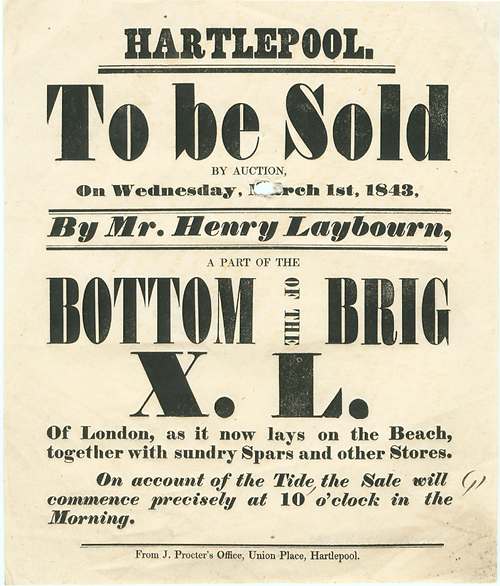 HARTLEPOOL.
To be Sold
BY AUCTION,
On Wednesday, March 1st, 1843,
By Mr. Henry Laybourn,
A PART OF THE
BOTTOM OF THE BRIG
X. L.
Of London, as it now lays on the Beach,
together with sundry Spars and other Stores.
On account of the Tide, the Sale will
commence precisely at 10 o'clock in the
Morning.
From J. Procter's Office, Union Place, Hartlepool.